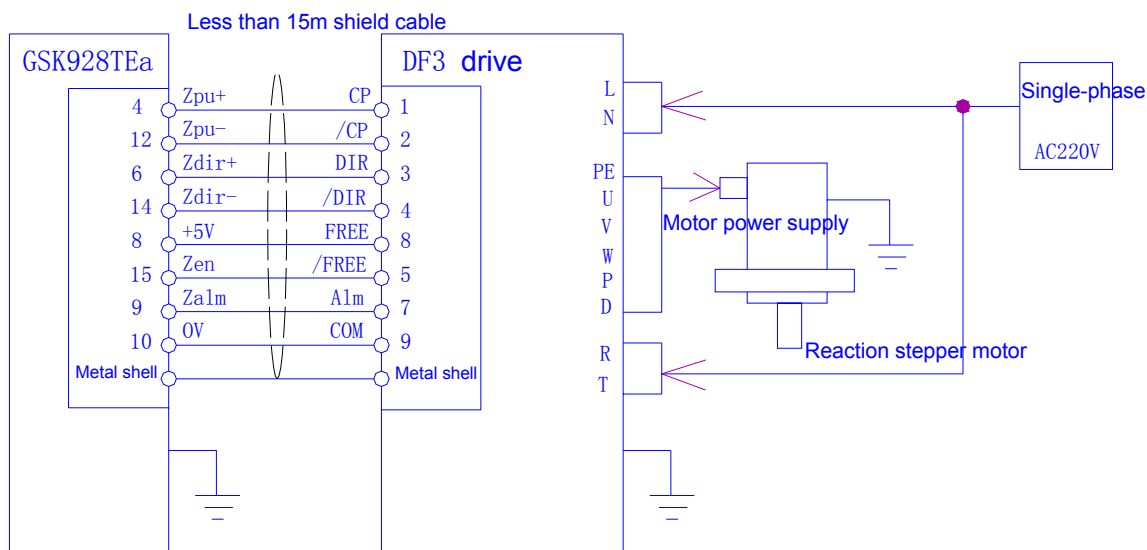 Less than 15m shield cable
GSK928TEa
DF3 drive
4 Zpu+ CP 1
12 Zpu- /CP 2
6 Zdir+ DIR 3
14 Zdir- /DIR 4
8 +5V FREE 8
15 Zen /FREE 5
9 Zalm Alm 7
10 0V COM 9
Metal shell Metal shell
L
N
PE
U
V
W
P
D
R
T
Motor power supply
Reaction stepper motor
Single-phase
AC220V